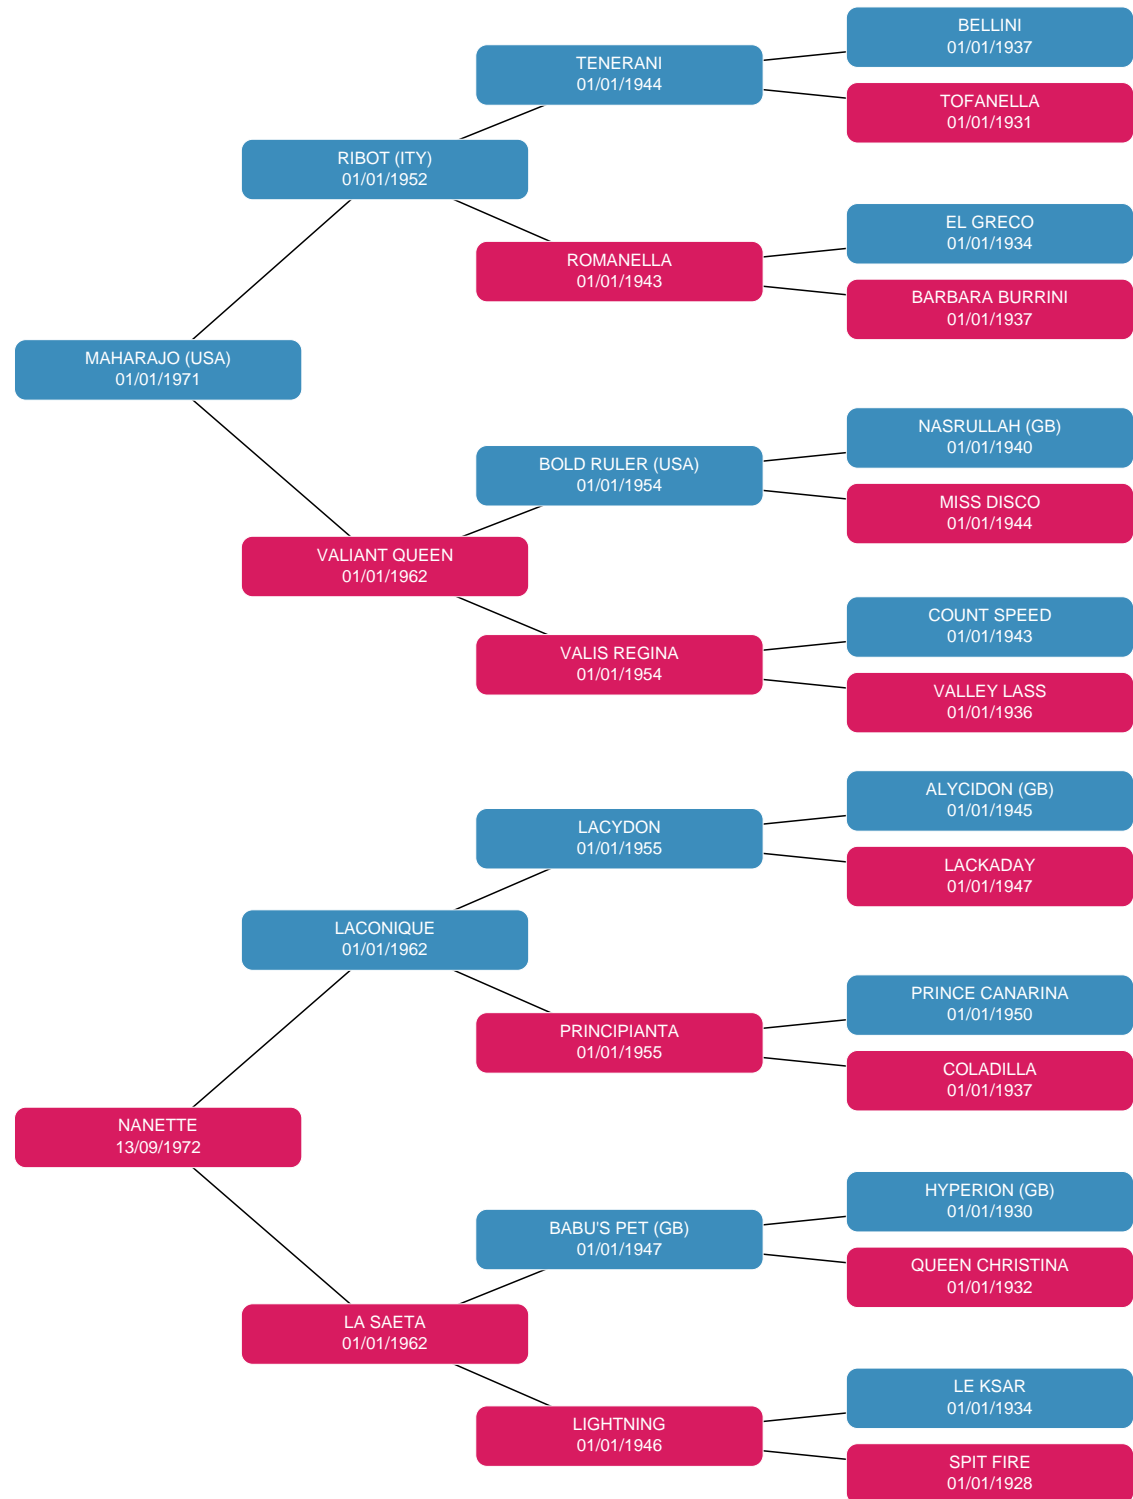 BELLINI
01/01/1937
TENERANI
01/01/1944
TOFANELLA
01/01/1931
RIBOT (ITY)
01/01/1952
EL GRECO
01/01/1934
ROMANELLA
01/01/1943
BARBARA BURRINI
01/01/1937
MAHARAJO (USA)
01/01/1971
NASRULLAH (GB)
01/01/1940
BOLD RULER (USA)
01/01/1954
MISS DISCO
01/01/1944
VALIANT QUEEN
01/01/1962
COUNT SPEED
01/01/1943
VALIS REGINA
01/01/1954
VALLEY LASS
01/01/1936
ALYCIDON (GB)
01/01/1945
LACYDON
01/01/1955
LACKADAY
01/01/1947
LACONIQUE
01/01/1962
PRINCE CANARINA
01/01/1950
PRINCIPIANTA
01/01/1955
COLADILLA
01/01/1937
NANETTE
13/09/1972
HYPERION (GB)
01/01/1930
BABU'S PET (GB)
01/01/1947
QUEEN CHRISTINA
01/01/1932
LA SAETA
01/01/1962
LE KSAR
01/01/1934
LIGHTNING
01/01/1946
SPIT FIRE
01/01/1928